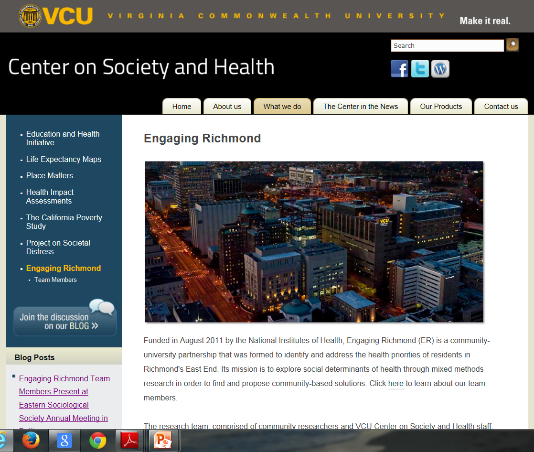 VCU VIRGINIA COMMONWEALTH UNIVERSITY Make it real.
Search
Center on Society and Health
Home About us What we do The Center in the News Our Products Contact us
Education and Health
Initiative
Life Expectancy Maps
Place Matters
Health Impact
Assessments
The California Poverty
Study
Project on Societal
Distress
Engaging Richmond
Team Members
Join the discussion
on our BLOG »
Blog Posts
Engaging Richmond Team
Members Present at
Eastern Sociological
Society Annual Meeting in
Engaging Richmond
VCU
Funded in August 2011 by the National Institutes of Health, Engaging Richmond (ER) is a community-
university partnership that was formed to identify and address the health priorities of residents in
Richmond's East End. Its mission is to explore social determinants of health through mixed methods
research in order to find and propose community-based solutions. Click here to learn about our team
members.
The research team, comprised of community researchers and VCU Center on Society and Health staff